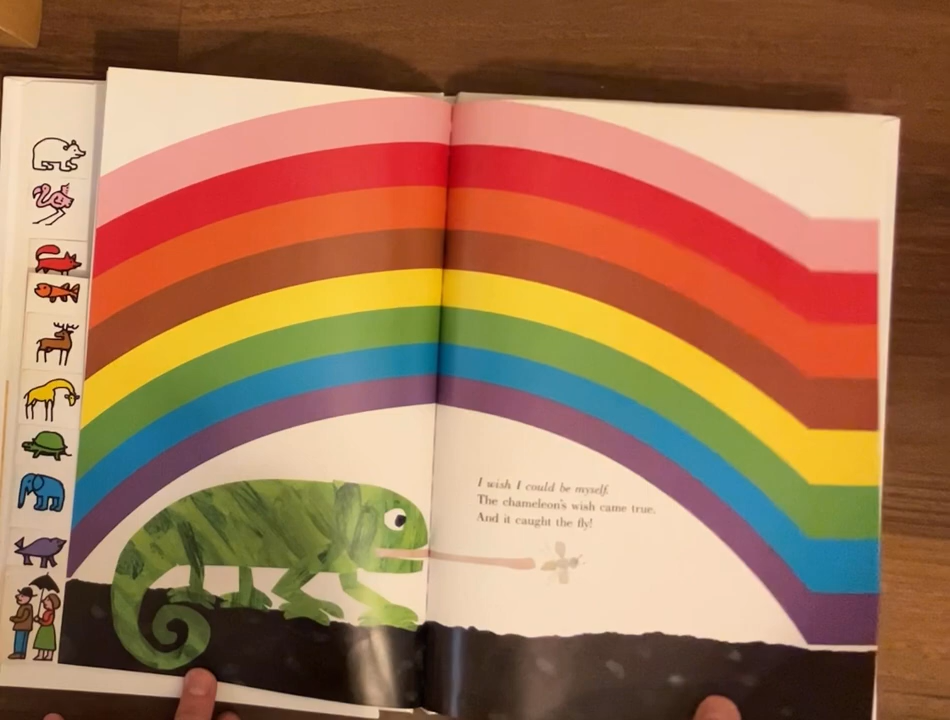 I wish I could be myself.
The chameleon's wish came true.
And it caught the fly!